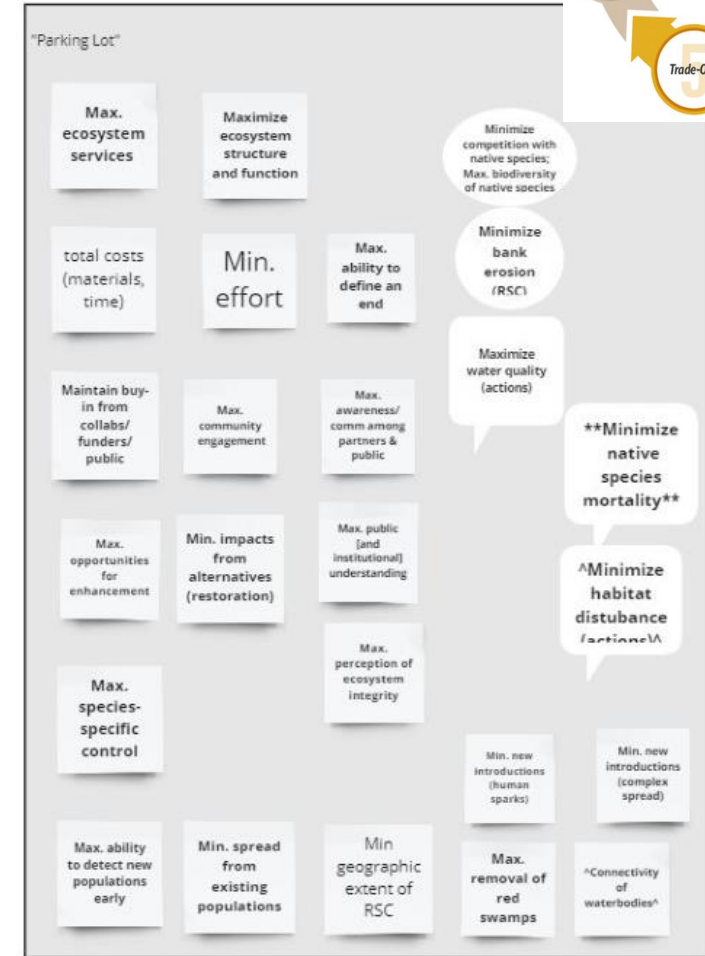 "Parking Lot"
Trade-O
5
Max.
ecosystem
services
Maximize
ecosystem
structure
and function
Minimize
competition with
native species;
Max. biodiversity
of native species
total costs
(materials,
time)
Min.
effort
Max.
ability to
define an
end
Minimize
bank
erosion
(RSC)
Maximize
water quality
(actions)
Maintain buy-
in from
collabs/
funders/
public
Max.
community
engagement
Max.
awareness/
comm among
partners &
public
**Minimize
native
species
mortality**
Max.
opportunities
for
enhancement
Min. impacts
from
alternatives
(restoration)
Max. public
[and
institutional]
understanding
^Minimize
habitat
distubance
(actions)^
Max.
perception of
ecosystem
integrity
Max.
species-
specific
control
Min. new
introductions
(human
sparks)
Min. new
introductions
(complex
spread)
Max. ability
to detect new
populations
early
Min. spread
from
existing
populations
Min
geographic
extent of
RSC
Max.
removal of
red
swamps
^Connectivity
of
waterbodies^